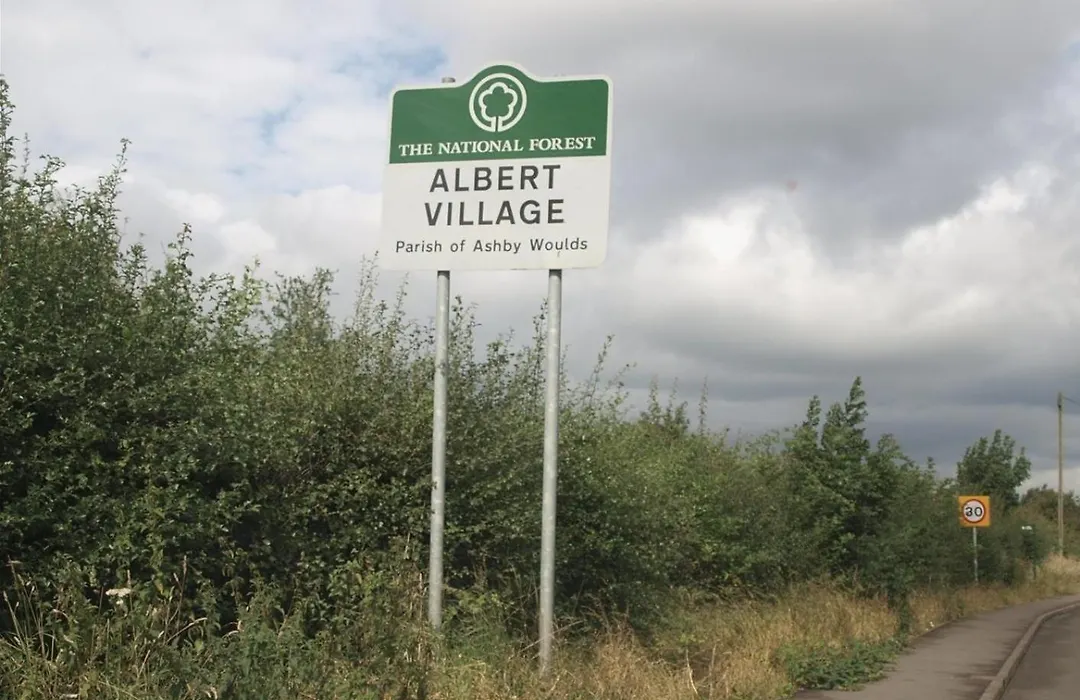 THE NATIONAL FOREST
ALBERT
VILLAGE
Parish of Ashby Woulds
30